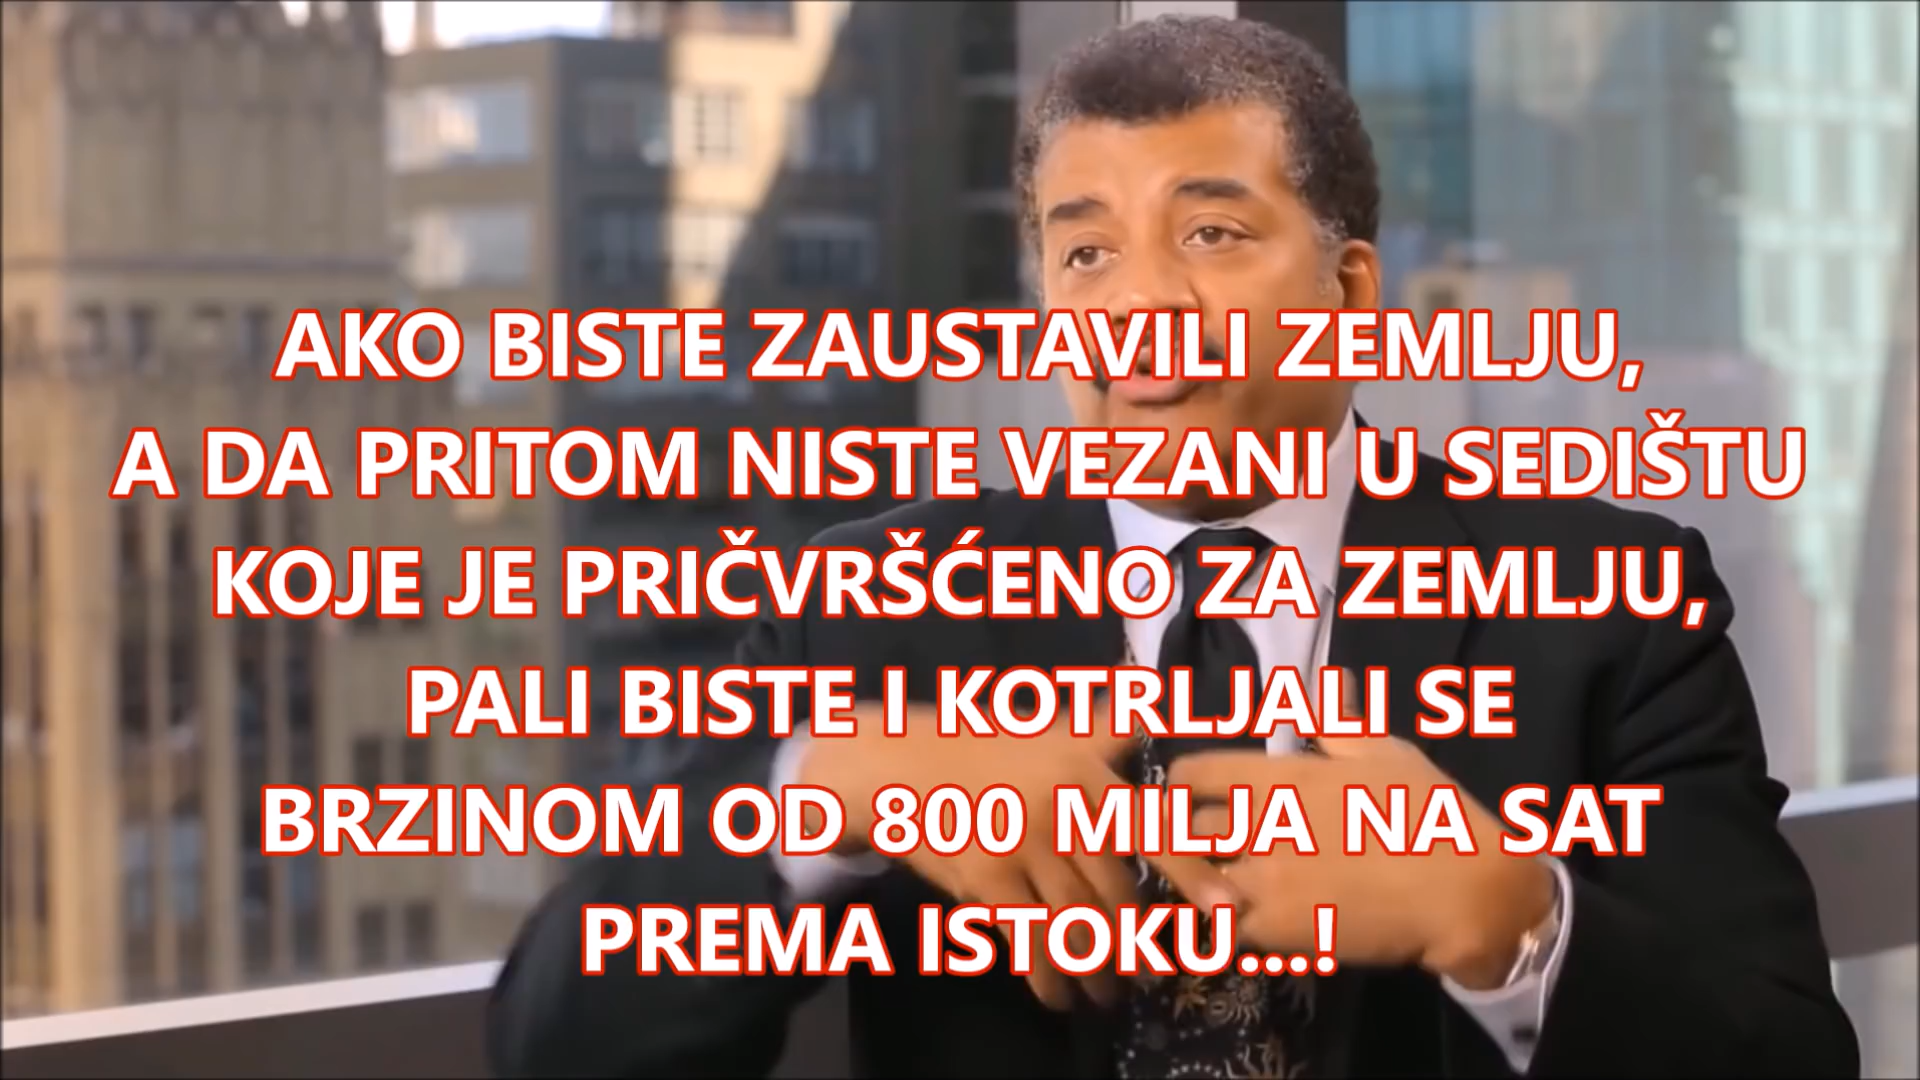 AKO BISTE ZAUSTAVILI ZEMLJU,
A DA PRITOM NISTE VEZANI U SEDIŠTU
KOJE JE PRIČVRŠĆENO ZA ZEMLJU,
PALI BISTE I KOTRLJALI SE
BRZINOM OD 800 MILJA NA SAT
PREMA ISTOKU...!